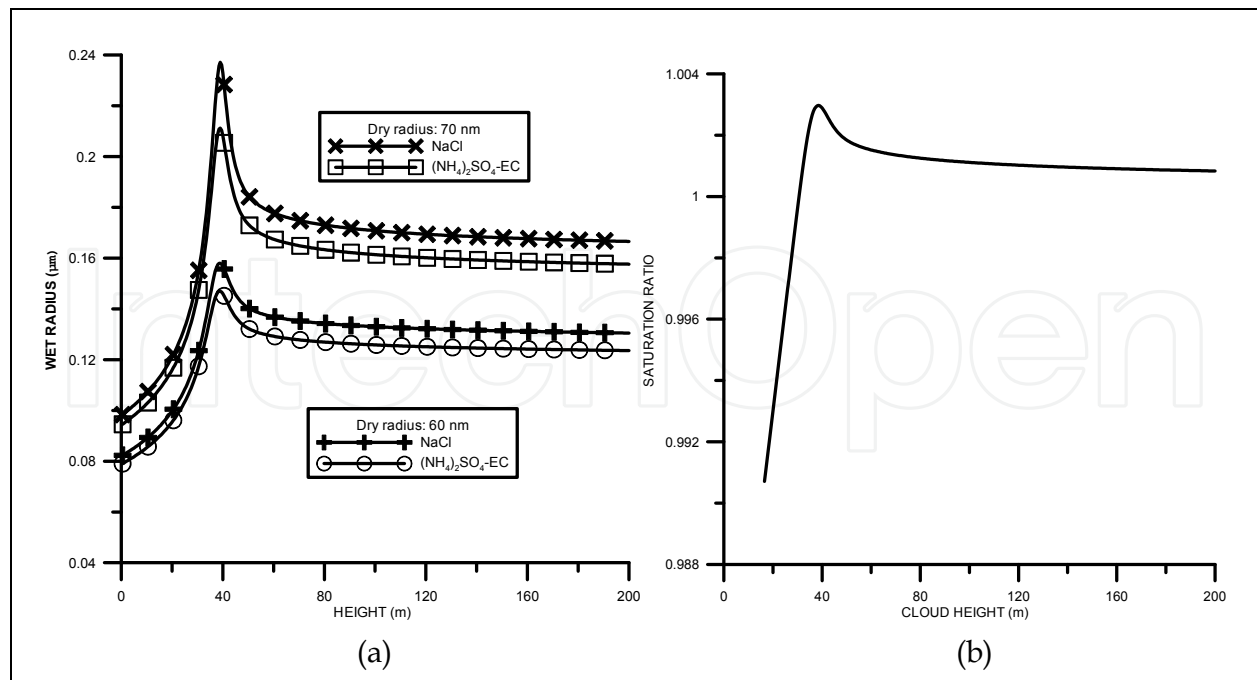 0.24
0.2
0.16
0.12
0.08
0.04
WET RADIUS (µm)
Dry radius: 70 nm
NaCl
(NH₄)₂SO₄-EC
Dry radius: 60 nm
NaCl
(NH₄)₂SO₄-EC
0 40 80 120 160 200
HEIGHT (m)
(a)
1.004
1
0.996
0.992
0.988
SATURATION RATIO
0 40 80 120 160 200
CLOUD HEIGHT (m)
(b)
IntechOpen